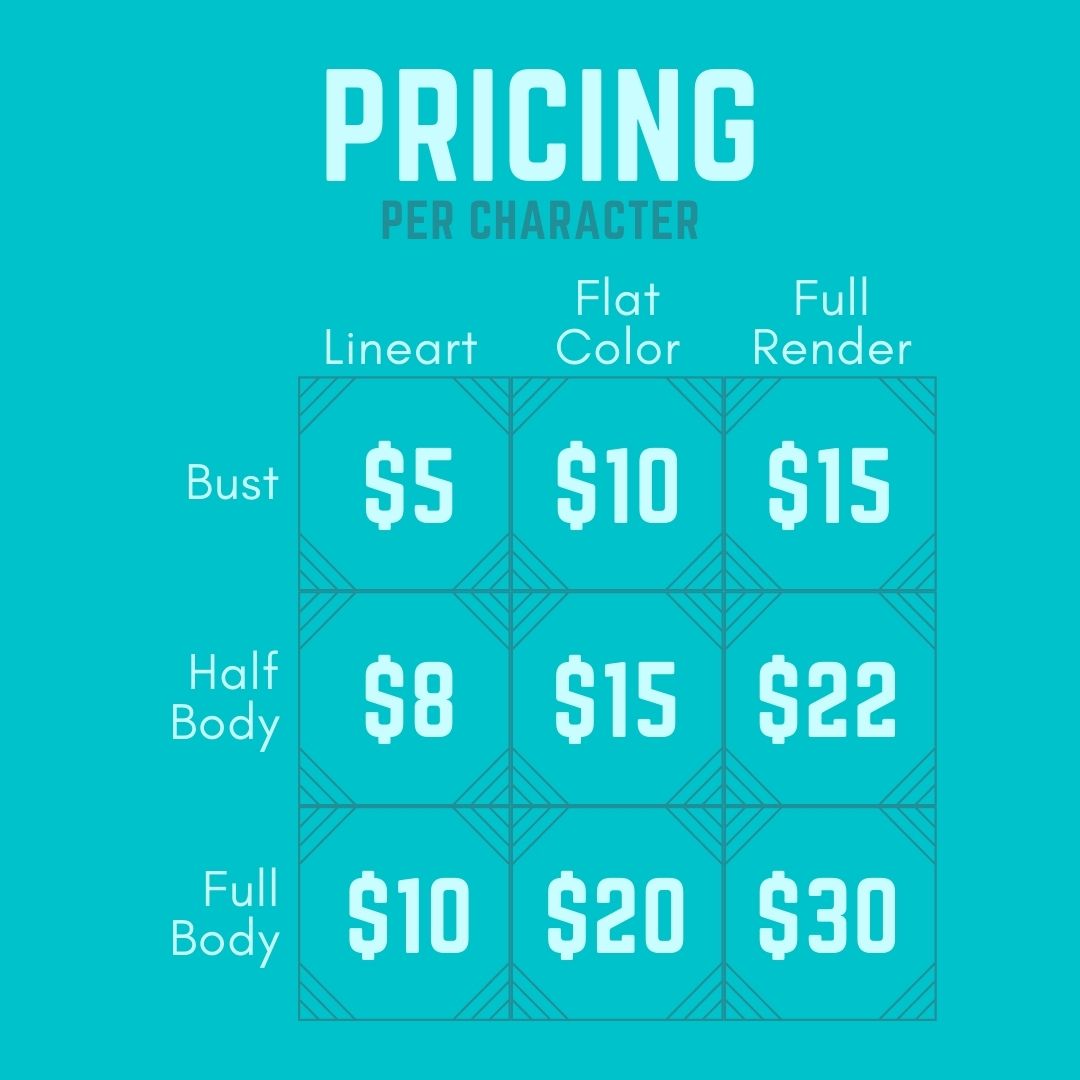 PRICING
PER CHARACTER
Lineart
Flat
Color
Full
Render
Bust
$5
$10
$15
Half
Body
$8
$15
$22
Full
Body
$10
$20
$30